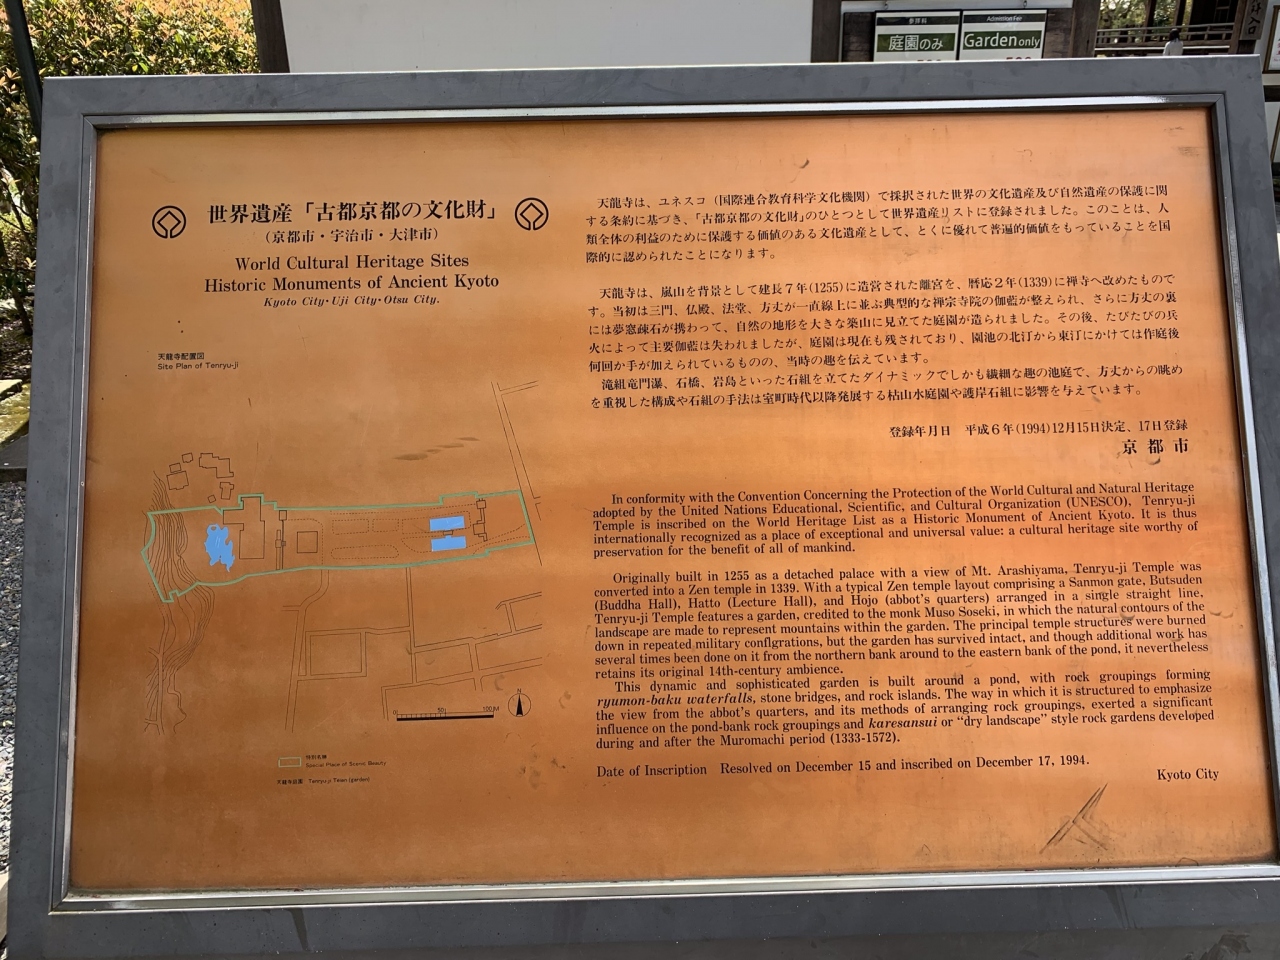 参拝料
庭園のみ
Admission Fee
Garden only
世界遺産「古都京都の文化財」
(京都市・宇治市・大津市)
World Cultural Heritage Sites
Historic Monuments of Ancient Kyoto
Kyoto City・Uji City・Otsu City.
天龍寺配置図
Site Plan of Tenryu-ji
0
50
100M
N
特別名勝
Special Place of Scenic Beauty
天龍寺庭園 Tenryu-ji Teien (garden)
天龍寺は、ユネスコ(国際連合教育科学文化機関)で採択された世界の文化遺産及び自然遺産の保護に関
する条約に基づき、「古都京都の文化財」のひとつとして世界遺産リストに登録されました。このことは、人
類全体の利益のために保護する価値のある文化遺産として、とくに優れて普遍的価値をもっていることを国
際的に認められたことになります。
天龍寺は、嵐山を背景として建長7年(1255)に造営された離宮を、暦応2年(1339)に禅寺へ改めたもので
す。当初は三門、仏殿、法堂、方丈が一直線上に並ぶ典型的な禅宗寺院の伽藍が整えられ、さらに方丈の裏
には夢窓疎石が携わって、自然の地形を大きな築山に見立てた庭園が造られました。その後、たびたびの兵
火によって主要伽藍は失われましたが、庭園は現在も残されており、園池の北汀から東汀にかけては作庭後
何回か手が加えられているものの、当時の趣を伝えています。
滝組竜門瀑、石橋、岩島といった石組を立てたダイナミックでしかも繊細な趣の池庭で、方丈からの眺め
を重視した構成や石組の手法は室町時代以降発展する枯山水庭園や護岸石組に影響を与えています。
登録年月日 平成6年(1994)12月15日決定、17日登録
京都市
In conformity with the Convention Concerning the Protection of the World Cultural and Natural Heritage
adopted by the United Nations Educational, Scientific, and Cultural Organization (UNESCO), Tenryu-ji
Temple is inscribed on the World Heritage List as a Historic Monument of Ancient Kyoto. It is thus
internationally recognized as a place of exceptional and universal value: a cultural heritage site worthy of
preservation for the benefit of all of mankind.
Originally built in 1255 as a detached palace with a view of Mt. Arashiyama, Tenryu-ji Temple was
converted into a Zen temple in 1339. With a typical Zen temple layout comprising a Sanmon gate, Butsuden
(Buddha Hall), Hatto (Lecture Hall), and Hojo (abbot's quarters) arranged in a single straight line,
Tenryu-ji Temple features a garden, credited to the monk Muso Soseki, in which the natural contours of the
landscape are made to represent mountains within the garden. The principal temple structures were burned
down in repeated military conflgrations, but the garden has survived intact, and though additional work has
several times been done on it from the northern bank around to the eastern bank of the pond, it nevertheless
retains its original 14th-century ambience.
This dynamic and sophisticated garden is built around a pond, with rock groupings forming
ryumon-baku waterfalls, stone bridges, and rock islands. The way in which it is structured to emphasize
the view from the abbot's quarters, and its methods of arranging rock groupings, exerted a significant
influence on the pond-bank rock groupings and karesansui or "dry landscape" style rock gardens developed
during and after the Muromachi period (1333-1572).
Date of Inscription Resolved on December 15 and inscribed on December 17, 1994.
Kyoto City